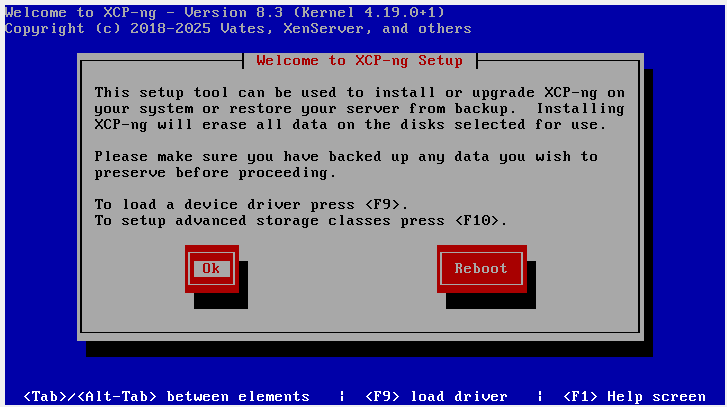 Welcome to XCP-ng - Version 8.3 (Kernel 4.19.0+1)
Copyright (c) 2018-2025 Vates, XenServer, and others
Welcome to XCP-ng Setup
This setup tool can be used to install or upgrade XCP-ng on
your system or restore your server from backup.  Installing
XCP-ng will erase all data on the disks selected for use.
Please make sure you have backed up any data you wish to
preserve before proceeding.
To load a device driver press <F9>.
To setup advanced storage classes press <F10>.
Ok Reboot
<Tab>/<Alt-Tab> between elements | <F9> load driver | <F1> Help screen